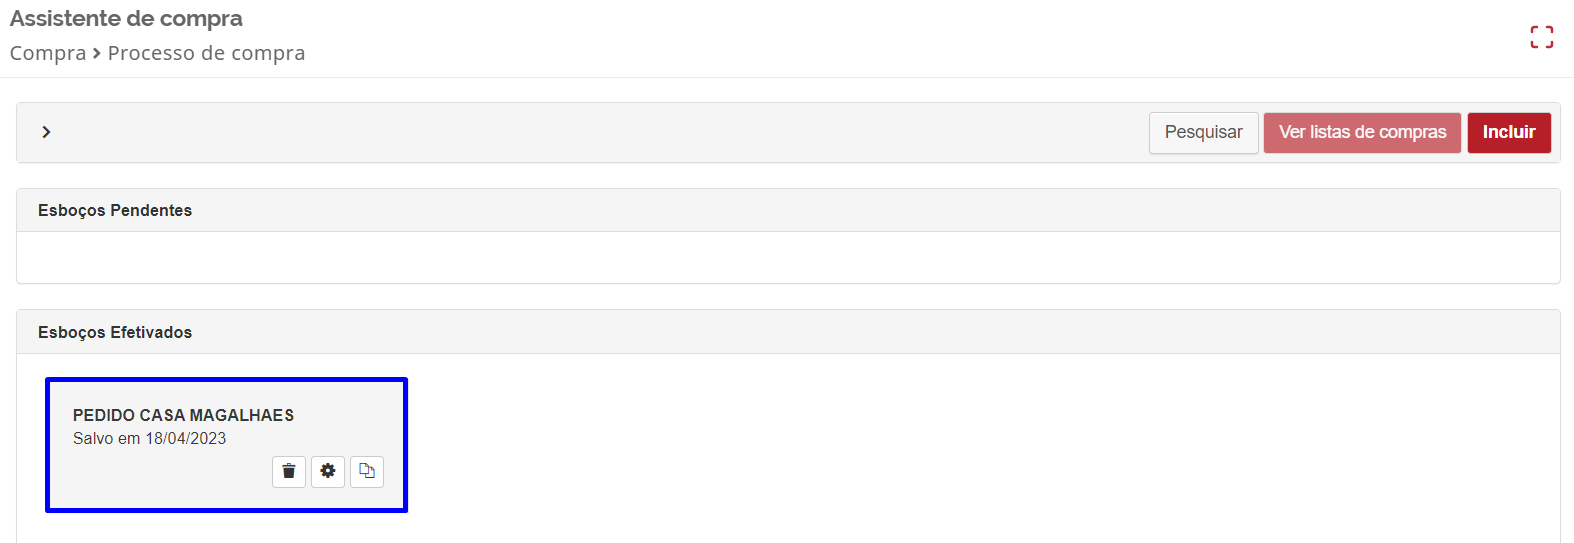 Assistente de compra
Compra > Processo de compra
Pesquisar
Ver listas de compras
Incluir
Esboços Pendentes
Esboços Efetivados
PEDIDO CASA MAGALHAES
Salvo em 18/04/2023